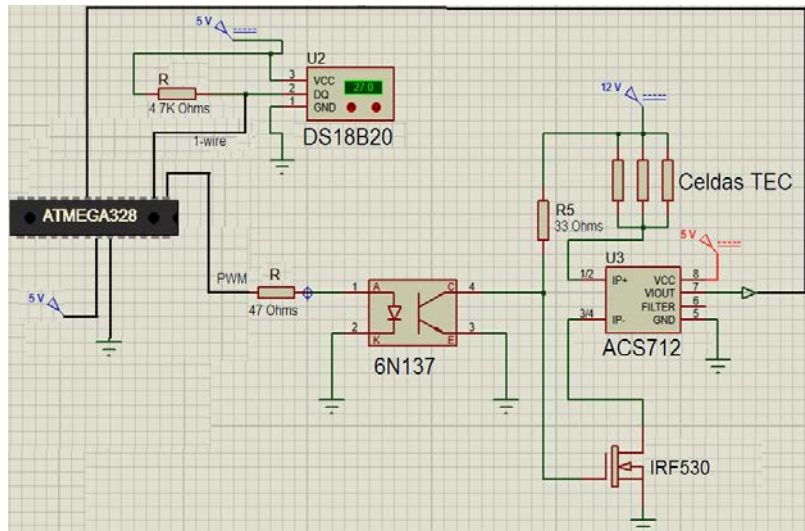 5 V
U2
R
4.7K Ohms
3
2
1
VCC
DQ
GND
27.0
DS18B20
1-wire
12 V
Celdas TEC
R5
33 Ohms
ATMEGA328
5 V
5 V
U3
1/2
IP+
3/4
IP-
VCC
VIOUT
FILTER
GND
8
7
6
5
ACS712
PWM
R
47 Ohms
1
A
C
4
2
K
E
3
6N137
IRF530